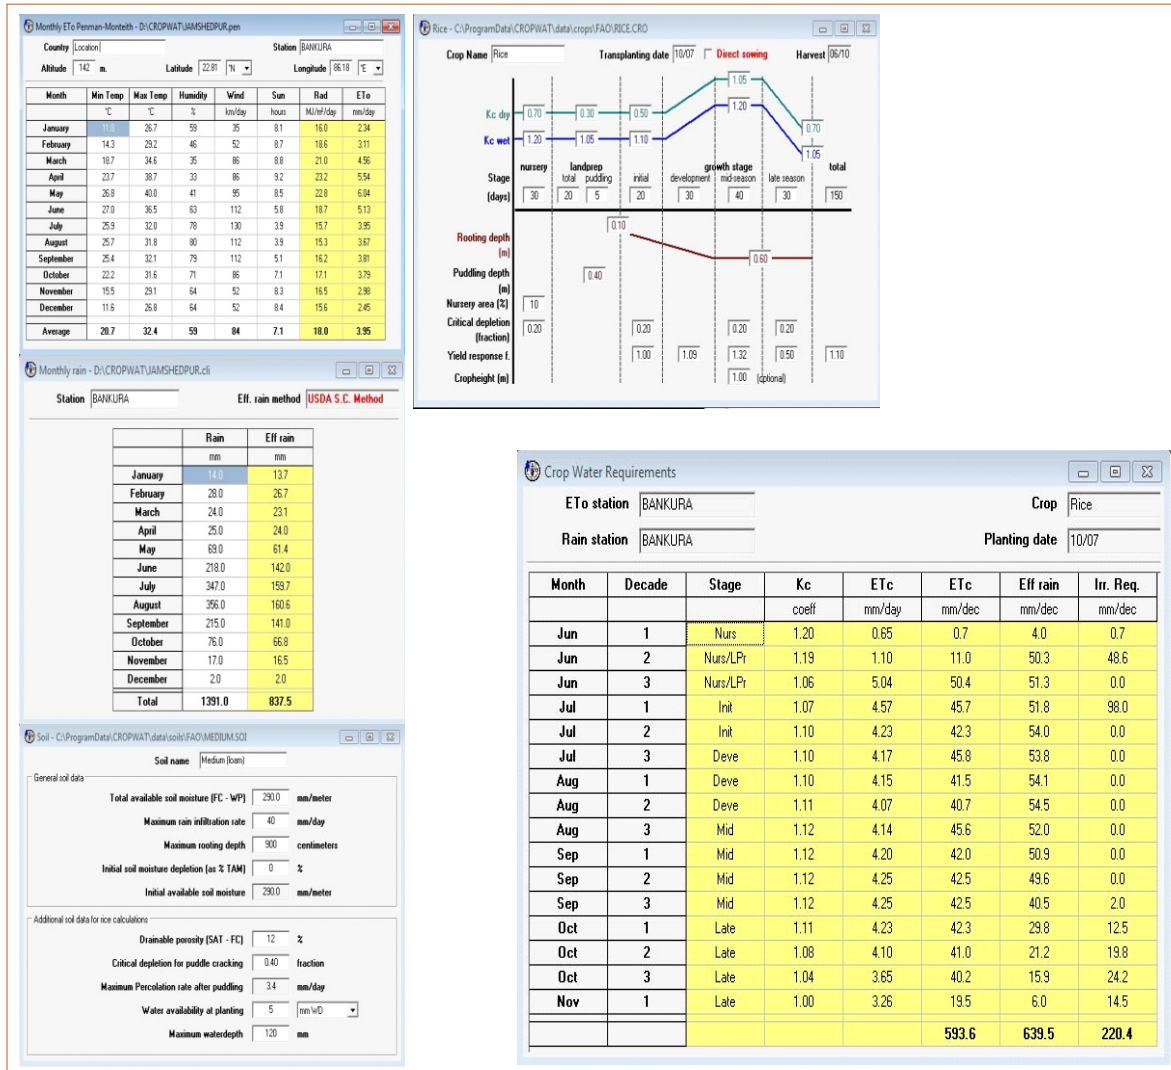 Monthly ETo Penman-Monteith - D:\CROPWAT\JAMSHEDPUR.pen
Country Location Station BANKURA
Altitude 142 m. Latitude 22.81 °N Longitude 86.18 °E
Month Min Temp Max Temp Humidity Wind Sun Rad ETo
°C °C % km/day hours MJ/m²/day mm/day
January 11.0 26.7 59 35 8.1 16.0 2.34
February 14.3 29.2 46 52 8.7 18.6 3.11
March 18.7 34.6 35 86 8.8 21.0 4.56
April 23.7 38.7 33 86 9.2 23.2 5.54
May 26.8 40.0 41 95 8.5 22.8 6.04
June 27.0 36.5 63 112 5.8 18.7 5.13
July 25.9 32.0 78 130 3.9 15.7 3.95
August 25.7 31.8 80 112 3.9 15.3 3.67
September 25.4 32.1 79 112 5.1 16.2 3.81
October 22.2 31.6 71 86 7.1 17.1 3.79
November 15.5 29.1 64 52 8.3 16.5 2.98
December 11.6 26.8 64 52 8.4 15.6 2.45
Average 20.7 32.4 59 84 7.1 18.0 3.95
Rice - C:\ProgramData\CROPWAT\data\crops\FAO\RICE.CRO
Crop Name Rice Transplanting date 10/07 Direct sowing Harvest 06/10
1.05
Kc dry 0.70 0.30 0.50 0.70
1.20
Kc wet 1.20 1.05 1.10 1.05
nursery landprep growth stage total
Stage total pudding initial development mid-season late season
(days) 30 20 5 20 30 40 30 150
0.10
Rooting depth
(m) 0.60
Puddling depth 0.40
(m)
Nursery area (%) 10
Critical depletion 0.20 0.20 0.20 0.20
(fraction)
Yield response f. 1.00 1.09 1.32 0.50 1.10
Cropheight (m) 1.00 (optional)
Monthly rain - D:\CROPWAT\JAMSHEDPUR.cli
Station BANKURA Eff. rain method USDA S.C. Method
Rain Eff rain
mm mm
January 14.0 13.7
February 28.0 26.7
March 24.0 23.1
April 25.0 24.0
May 69.0 61.4
June 218.0 142.0
July 347.0 159.7
August 356.0 160.6
September 215.0 141.0
October 76.0 66.8
November 17.0 16.5
December 2.0 2.0
Total 1391.0 837.5
Soil - C:\ProgramData\CROPWAT\data\soils\FAO\MEDIUM.SOI
Soil name Medium (loam)
General soil data
Total available soil moisture (FC - WP) 290.0 mm/meter
Maximum rain infiltration rate 40 mm/day
Maximum rooting depth 900 centimeters
Initial soil moisture depletion (as % TAM) 0 %
Initial available soil moisture 290.0 mm/meter
Additional soil data for rice calculations
Drainable porosity (SAT - FC) 12 %
Critical depletion for puddle cracking 0.40 fraction
Maximum Percolation rate after puddling 3.4 mm/day
Water availability at planting 5 mm WD
Maximum waterdepth 120 mm
Crop Water Requirements
ETo station BANKURA Crop Rice
Rain station BANKURA Planting date 10/07
Month Decade Stage Kc ETc ETc Eff rain Irr. Req.
coeff mm/day mm/dec mm/dec mm/dec
Jun 1 Nurs 1.20 0.65 0.7 4.0 0.7
Jun 2 Nurs/LPr 1.19 1.10 11.0 50.3 48.6
Jun 3 Nurs/LPr 1.06 5.04 50.4 51.3 0.0
Jul 1 Init 1.07 4.57 45.7 51.8 98.0
Jul 2 Init 1.10 4.23 42.3 54.0 0.0
Jul 3 Deve 1.10 4.17 45.8 53.8 0.0
Aug 1 Deve 1.10 4.15 41.5 54.1 0.0
Aug 2 Deve 1.11 4.07 40.7 54.5 0.0
Aug 3 Mid 1.12 4.14 45.6 52.0 0.0
Sep 1 Mid 1.12 4.20 42.0 50.9 0.0
Sep 2 Mid 1.12 4.25 42.5 49.6 0.0
Sep 3 Mid 1.12 4.25 42.5 40.5 2.0
Oct 1 Late 1.11 4.23 42.3 29.8 12.5
Oct 2 Late 1.08 4.10 41.0 21.2 19.8
Oct 3 Late 1.04 3.65 40.2 15.9 24.2
Nov 1 Late 1.00 3.26 19.5 6.0 14.5
593.6 639.5 220.4